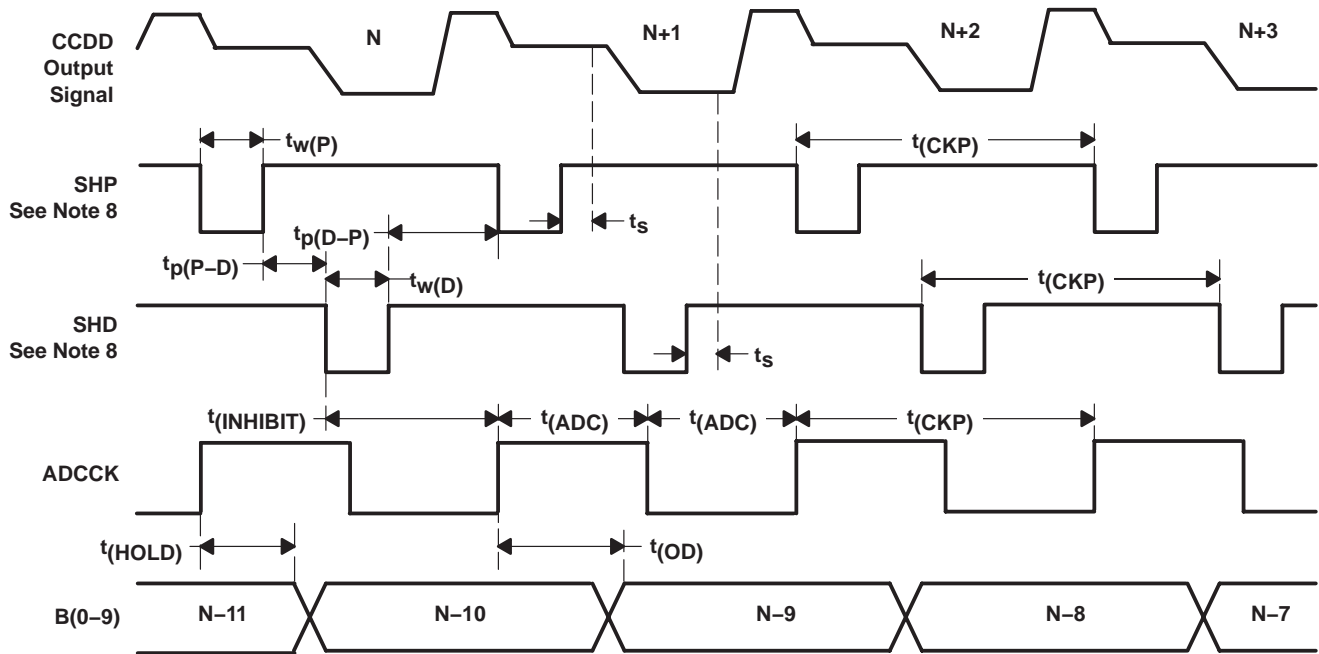 CCDD
Output
Signal
N
N+1
N+2
N+3
tw(P)
t(CKP)
SHP
See Note 8
ts
tp(D–P)
tp(P–D)
tw(D)
t(CKP)
SHD
See Note 8
ts
t(INHIBIT)
t(ADC)
t(ADC)
t(CKP)
ADCCK
t(HOLD)
t(OD)
B(0–9)
N–11
N–10
N–9
N–8
N–7